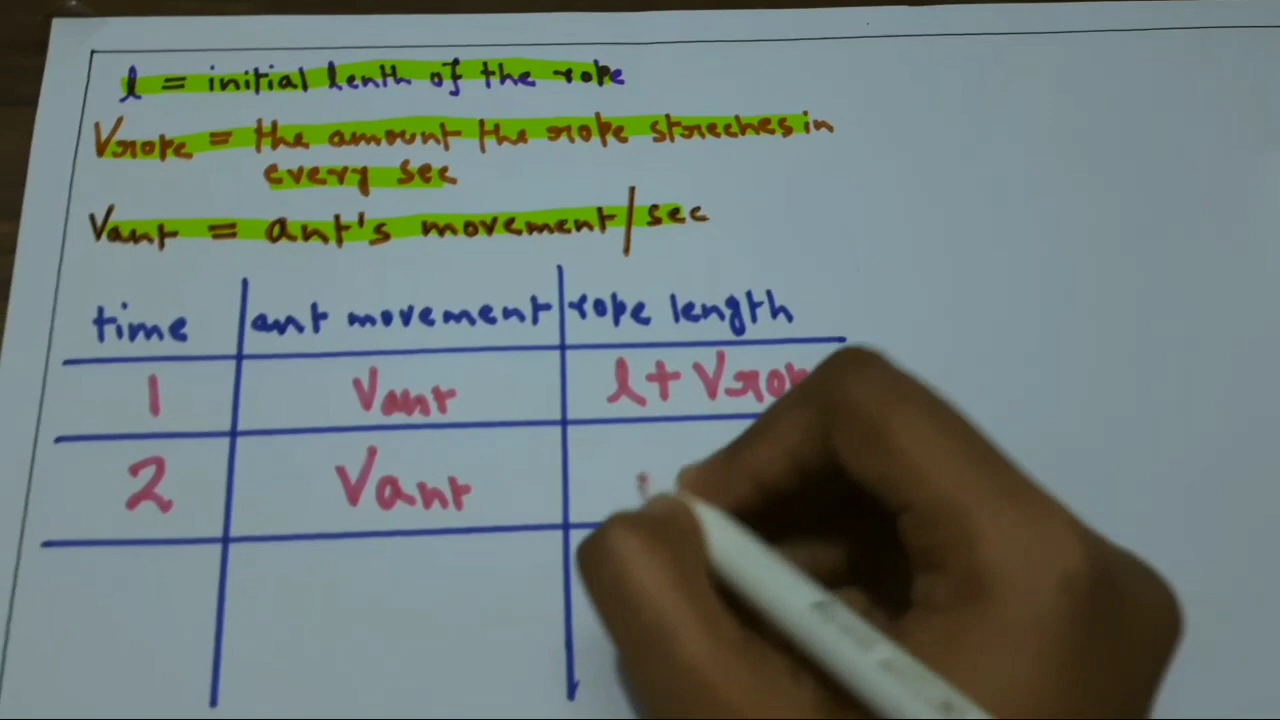 l = initial lenth of the rope
Vrope = the amount the rope streches in
every sec
Vant = ant's movement/sec
time ant movement rope length
1 Vant l +
2 Vant